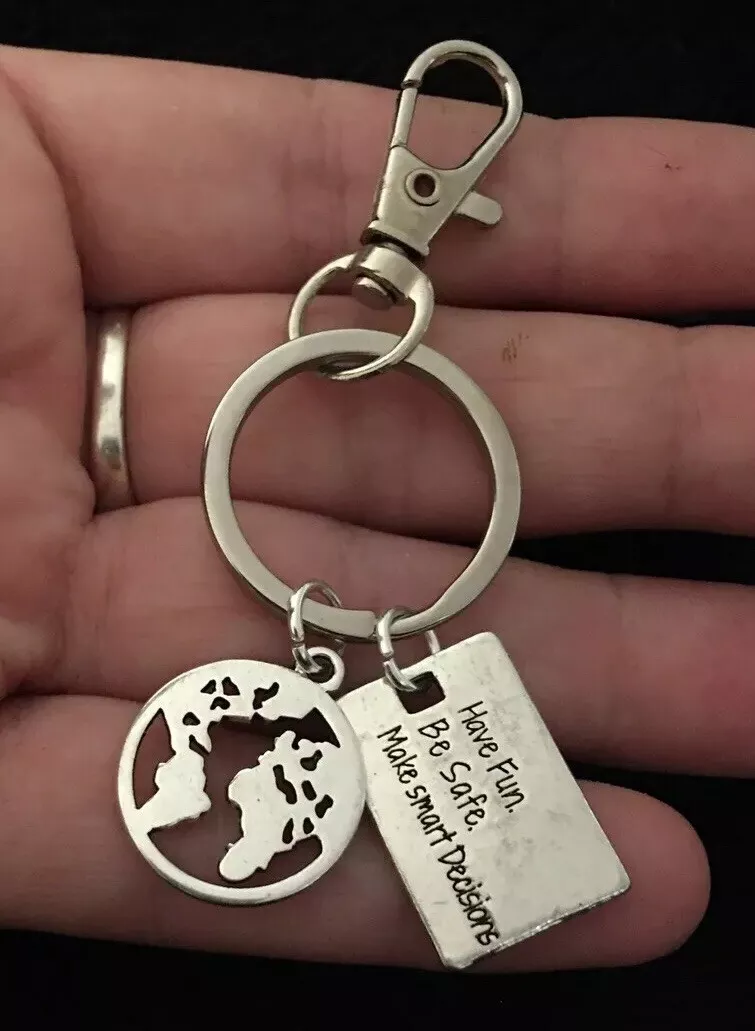 Have Fun.
Be Safe.
Make smart Decisions